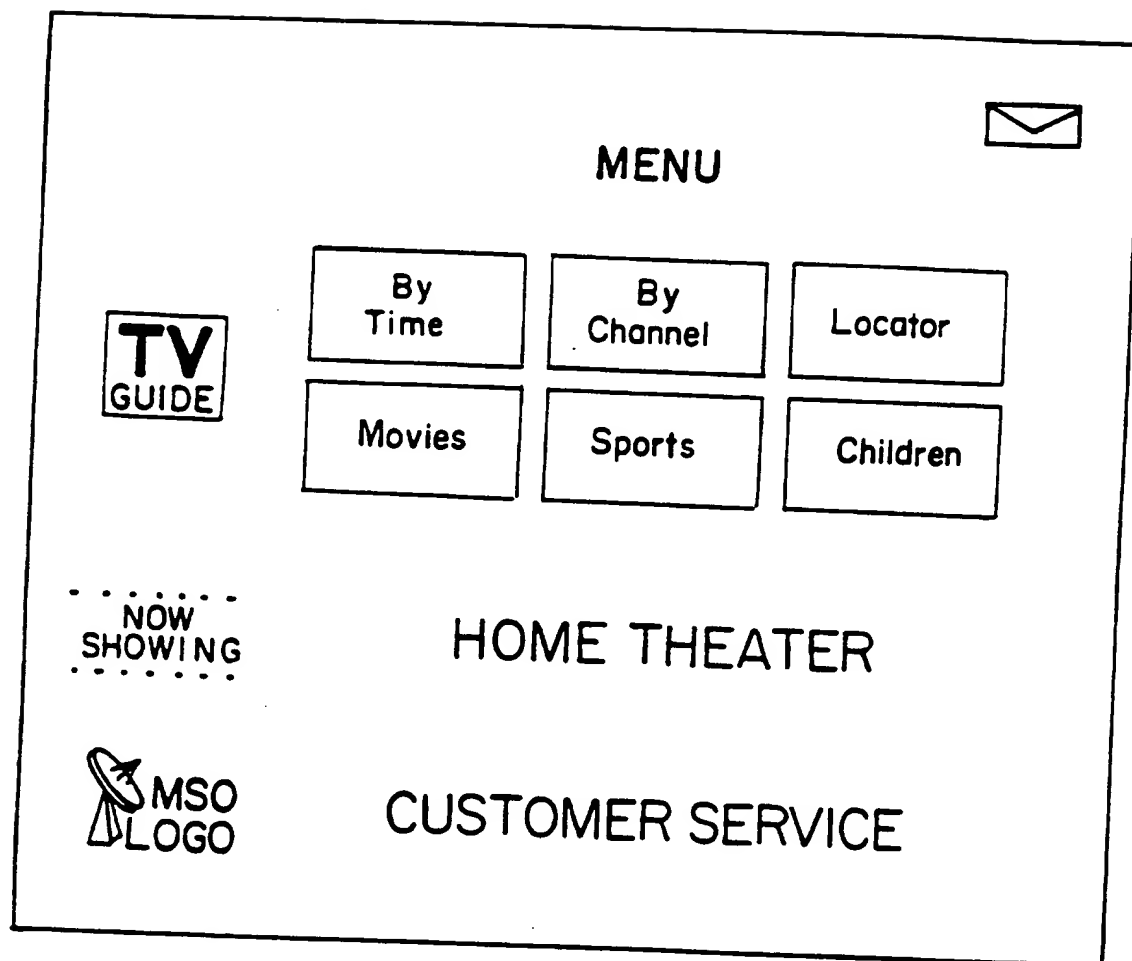 MENU
By
Time
By
Channel
Locator
TV
GUIDE
Movies
Sports
Children
NOW
SHOWING
HOME THEATER
MSO
LOGO
CUSTOMER SERVICE